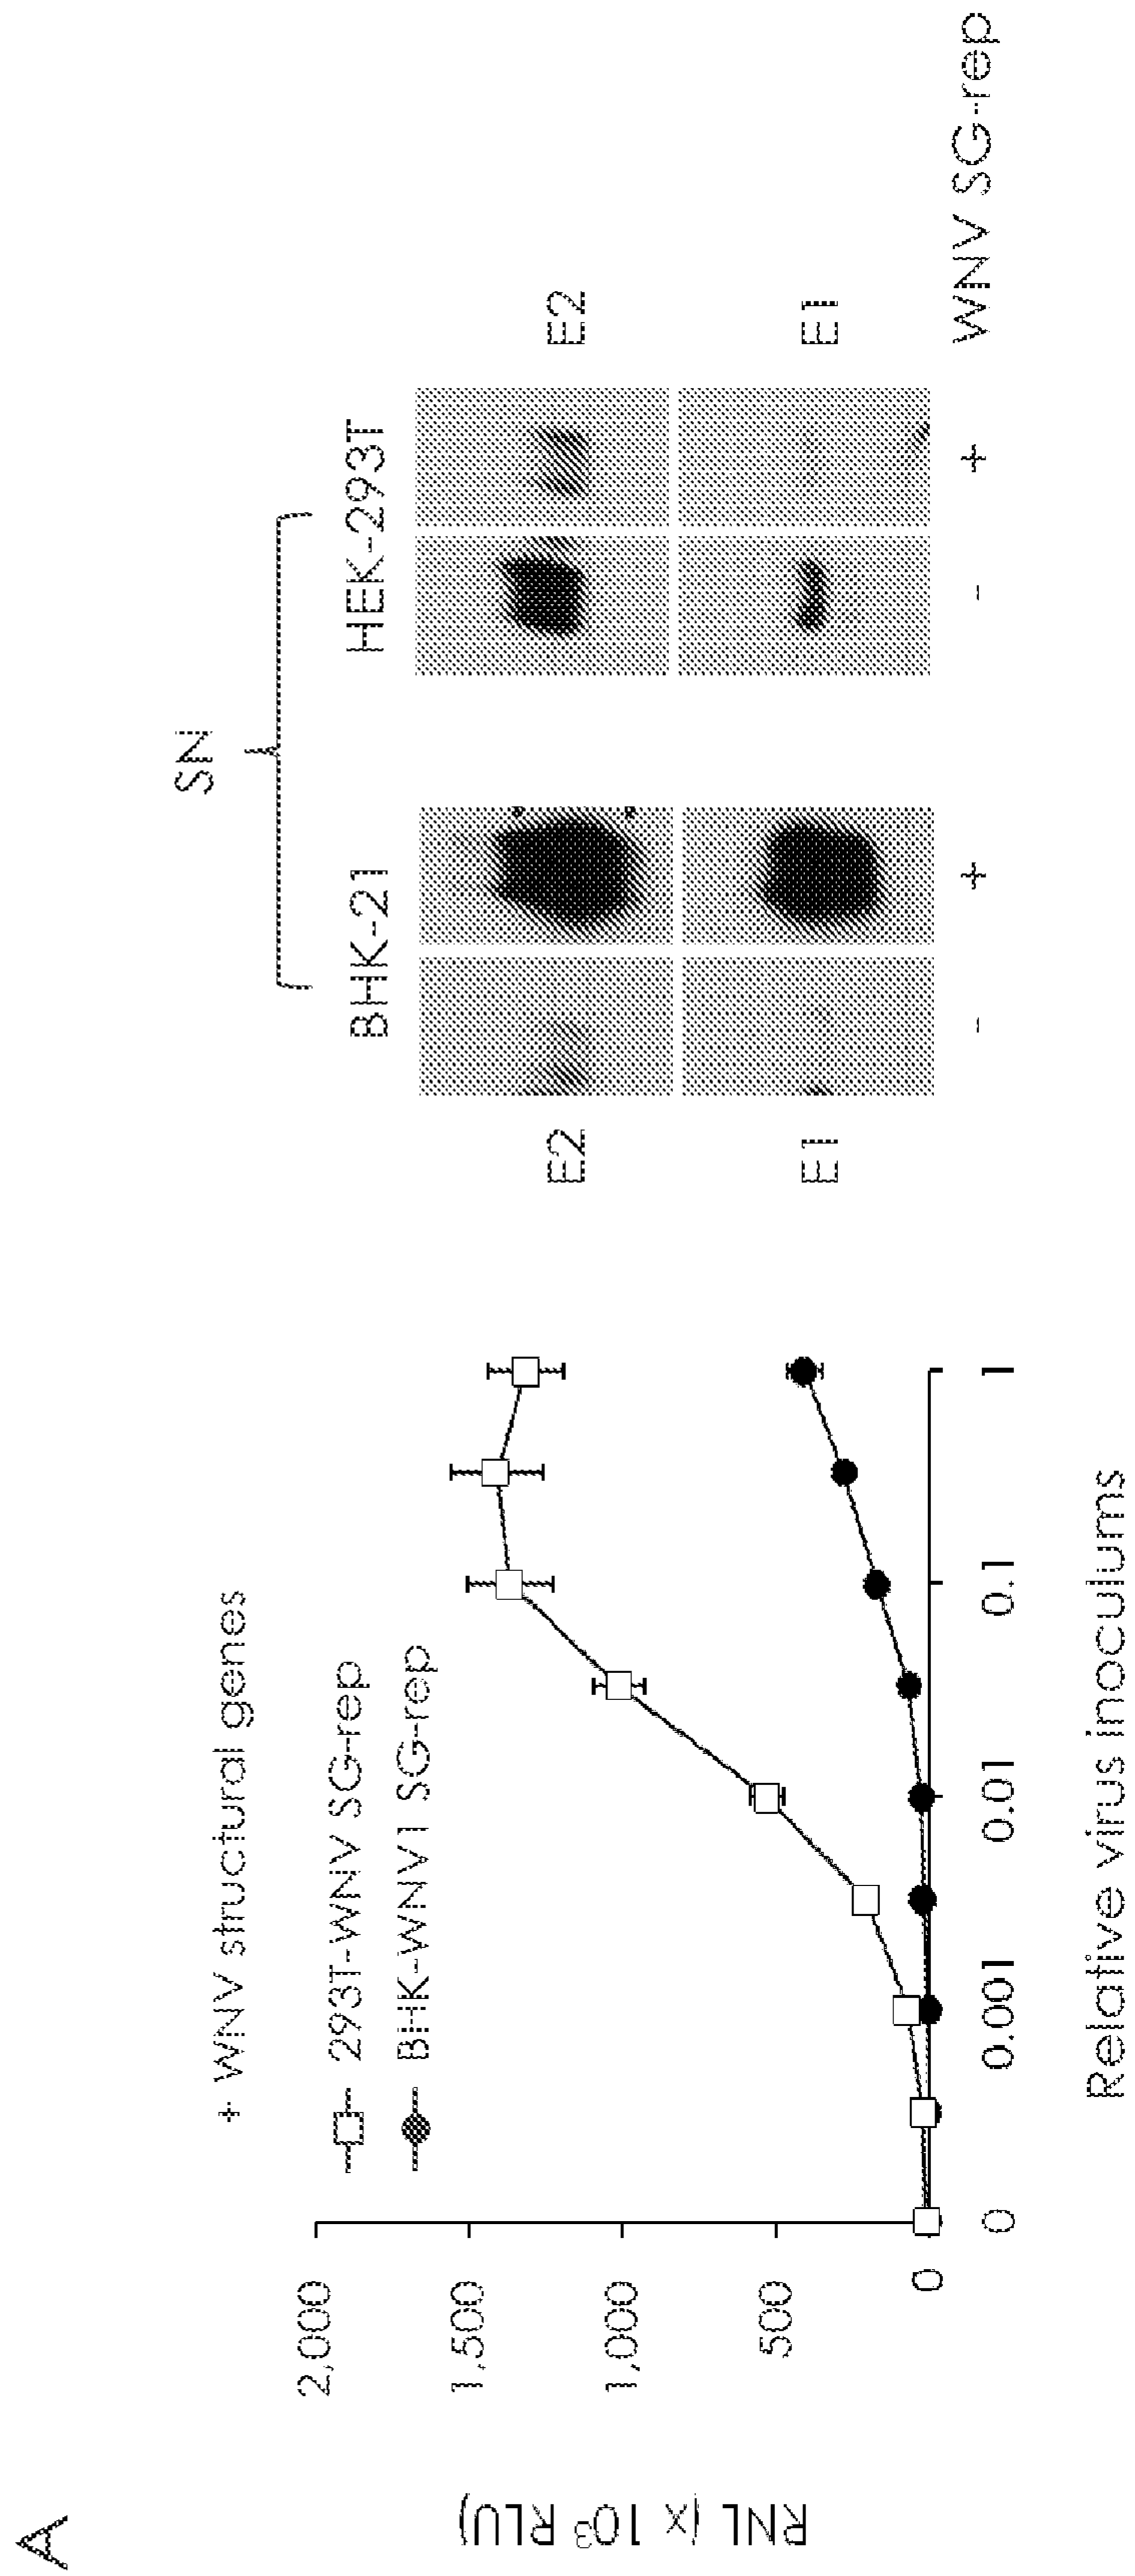 A
+ WNV structural genes
293T-WNV SG-rep
BHK-WNV1 SG-rep
RNL (x 10³ RLU)
2,000
1,500
1,000
500
0
0 0.001 0.01 0.1 1
Relative virus inoculums
SN
BHK-21 HEK-293T
E2 E2
E1 E1
- + - + WNV SG-rep